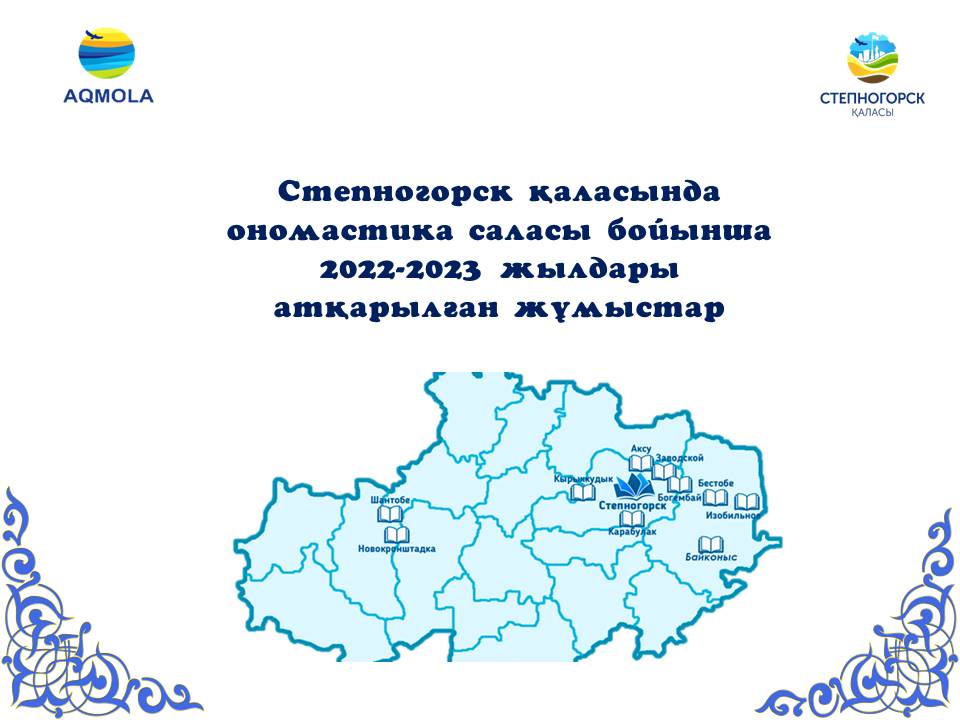 AQMOLA
СТЕПНОГОРСК
ҚАЛАСЫ
Степногорск қаласында
ономастика саласы бойынша
2022-2023 жылдары
атқарылған жұмыстар
Аксу
Заводской
Кырыккудык
Бестобе
Богембай
Шантобе
Степногорск
Изобильное
Карабулак
Новокронштадка
Байконыс